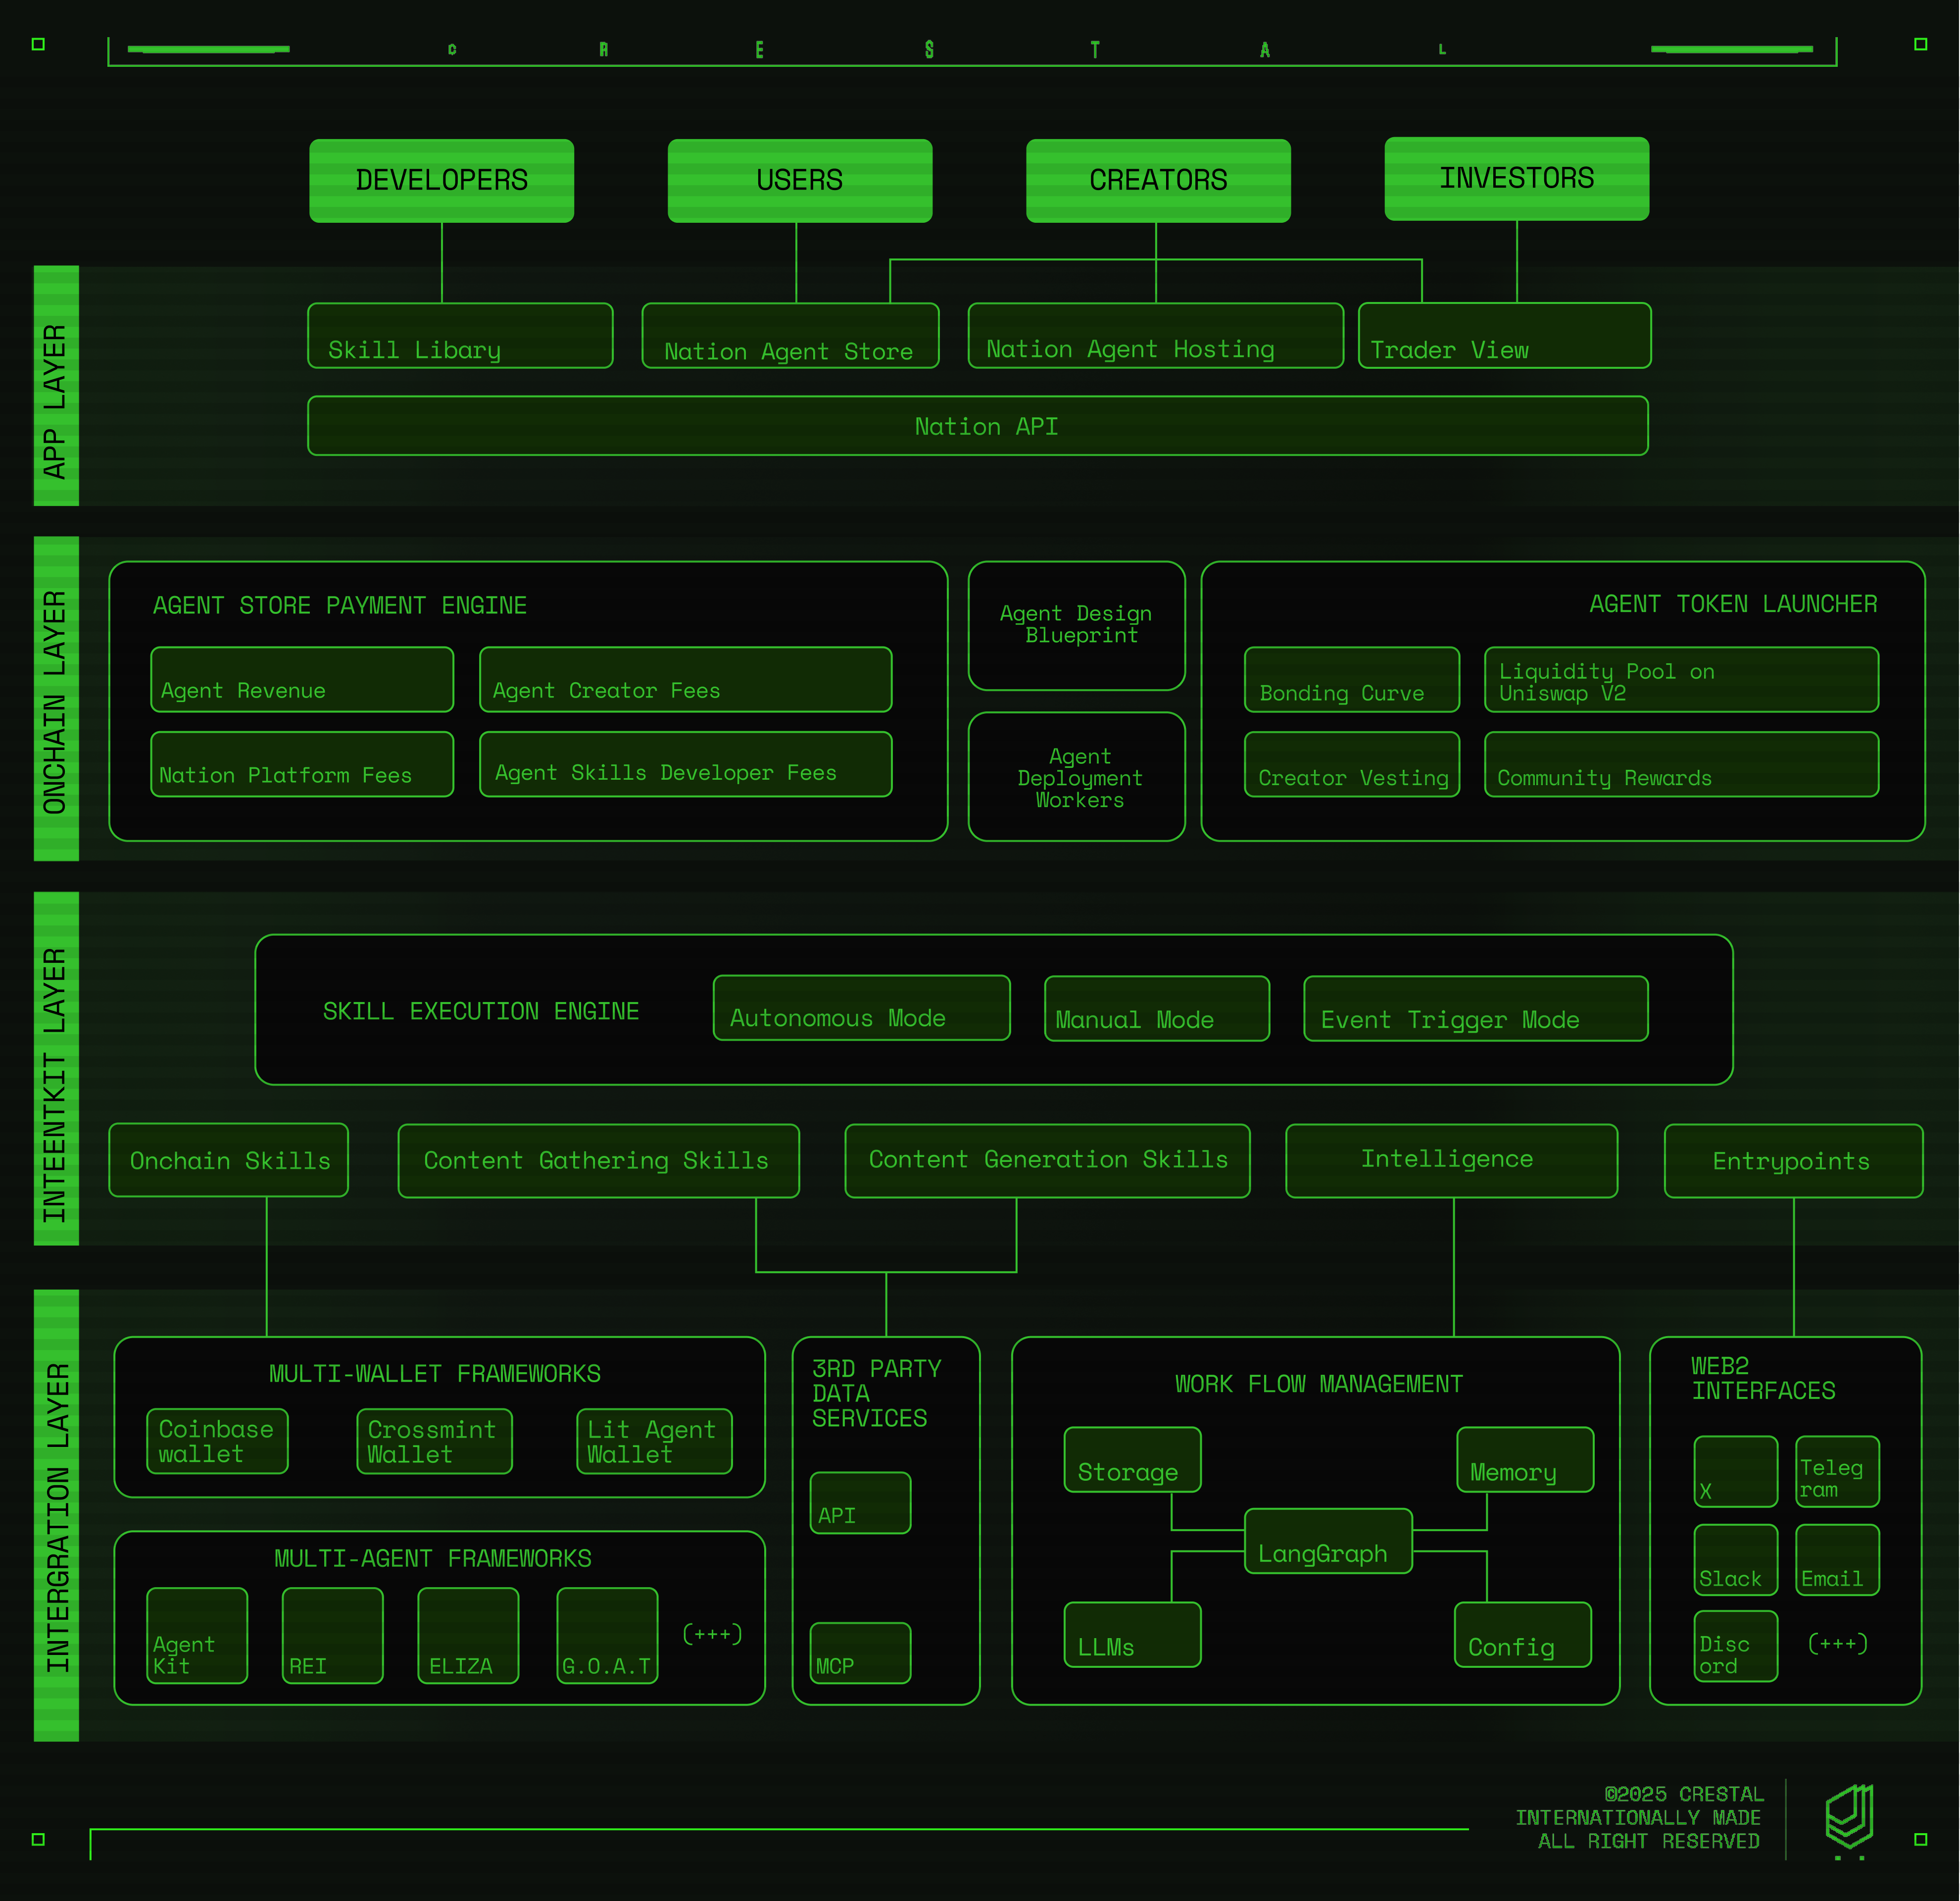 C R E S T A L
DEVELOPERS
USERS
CREATORS
INVESTORS
APP LAYER
Skill Libary
Nation Agent Store
Nation Agent Hosting
Trader View
Nation API
ONCHAIN LAYER
AGENT STORE PAYMENT ENGINE
Agent Revenue
Agent Creator Fees
Nation Platform Fees
Agent Skills Developer Fees
Agent Design
Blueprint
Agent
Deployment
Workers
AGENT TOKEN LAUNCHER
Bonding Curve
Liquidity Pool on
Uniswap V2
Creator Vesting
Community Rewards
INTEENTKIT LAYER
SKILL EXECUTION ENGINE
Autonomous Mode
Manual Mode
Event Trigger Mode
Onchain Skills
Content Gathering Skills
Content Generation Skills
Intelligence
Entrypoints
INTERGRATION LAYER
MULTI-WALLET FRAMEWORKS
Coinbase
wallet
Crossmint
Wallet
Lit Agent
Wallet
MULTI-AGENT FRAMEWORKS
Agent
Kit
REI
ELIZA
G.O.A.T
(+++)
3RD PARTY
DATA
SERVICES
API
MCP
WORK FLOW MANAGEMENT
Storage
Memory
LangGraph
LLMs
Config
WEB2
INTERFACES
X
Teleg
ram
Slack
Email
Disc
ord
(+++)
©2025 CRESTAL
INTERNATIONALLY MADE
ALL RIGHT RESERVED